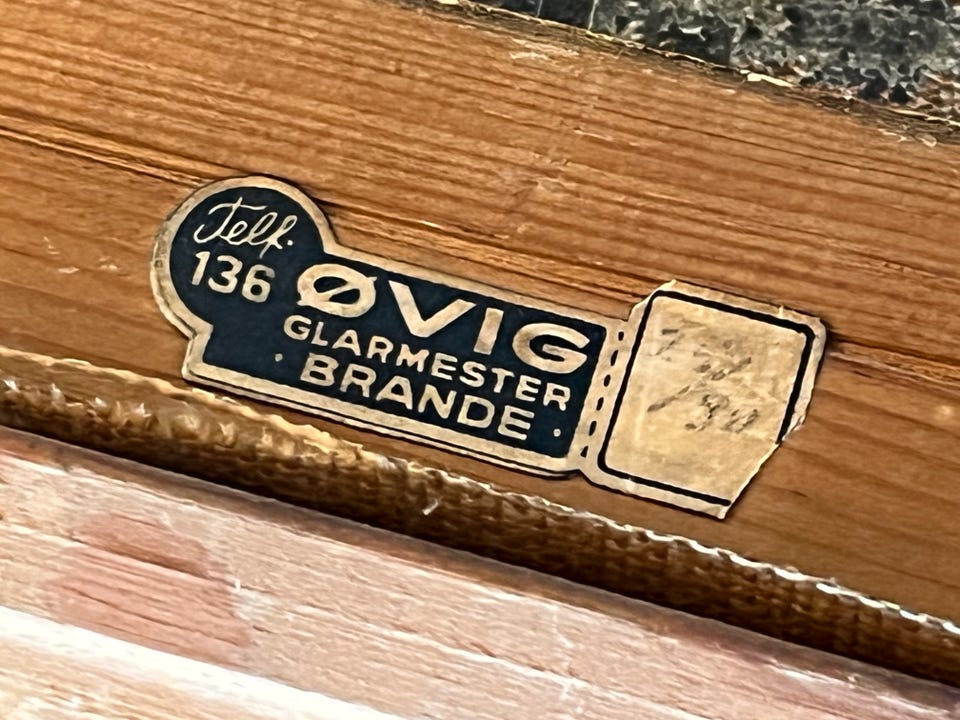 Telf.
136
ØVIG
GLARMESTER
· BRANDE ·